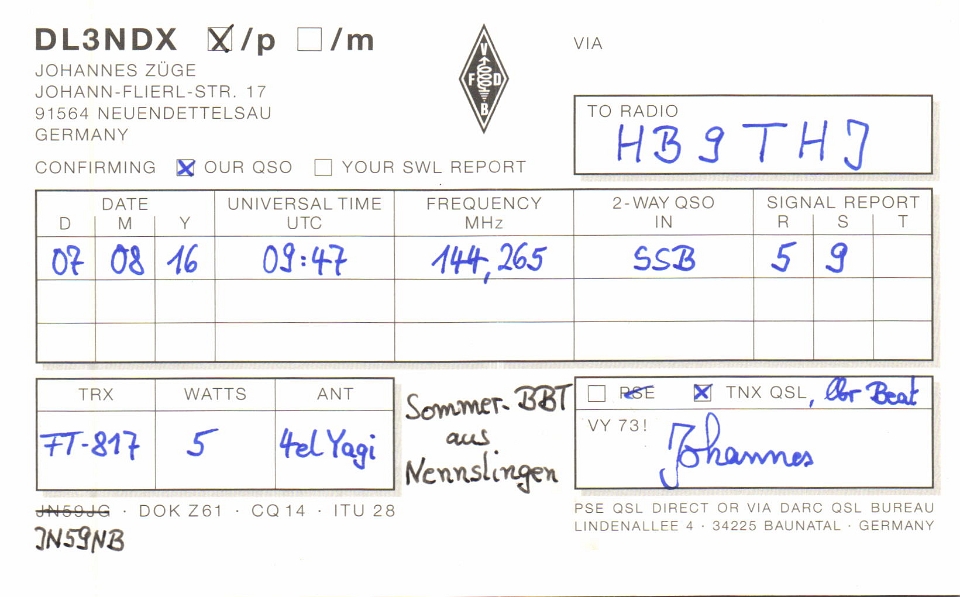 DL3NDX ☒/p ☐/m
JOHANNES ZÜGE
JOHANN-FLIERL-STR. 17
91564 NEUENDETTELSAU
GERMANY
V
F D
B
VIA
TO RADIO
HB9THJ
CONFIRMING ☒ OUR QSO ☐ YOUR SWL REPORT
DATE UNIVERSAL TIME FREQUENCY 2-WAY QSO SIGNAL REPORT
D M Y UTC MHz IN R S T
07 08 16 09:47 144,265 SSB 5 9
TRX WATTS ANT
FT-817 5 4el Yagi
Sommer-BBT
aus
Nennslingen
☐ PSE ☒ TNX QSL, lbr Beat
VY 73!
Johannes
JN59JG · DOK Z61 · CQ 14 · ITU 28
JN59NB
PSE QSL DIRECT OR VIA DARC QSL BUREAU
LINDENALLEE 4 · 34225 BAUNATAL · GERMANY